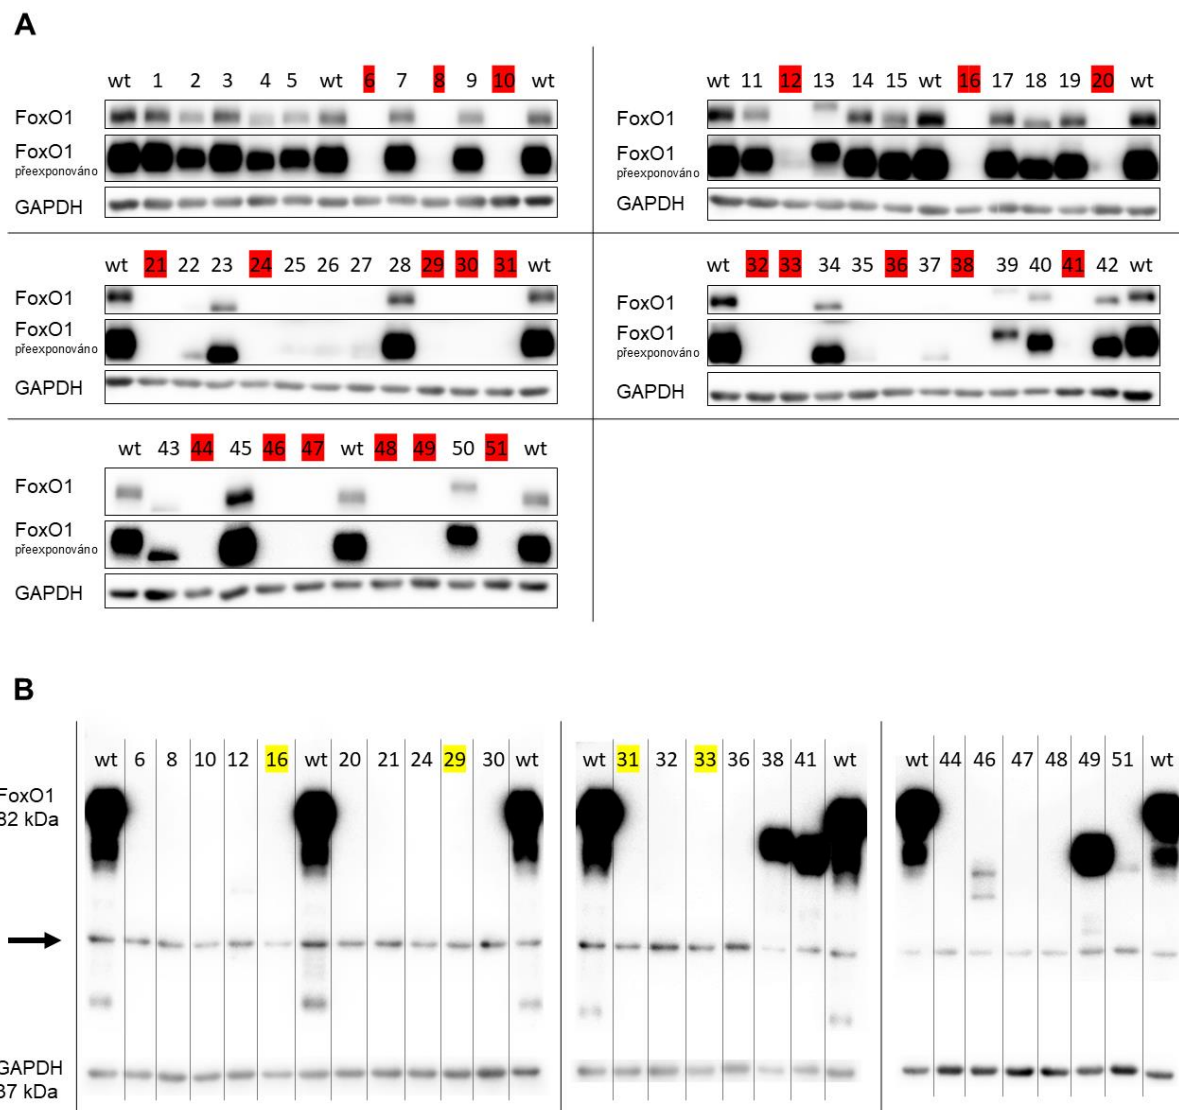 A
wt 1 2 3 4 5 wt 6 7 8 9 10 wt
FoxO1
FoxO1
přeexponováno
GAPDH
wt 11 12 13 14 15 wt 16 17 18 19 20 wt
FoxO1
FoxO1
přeexponováno
GAPDH
wt 21 22 23 24 25 26 27 28 29 30 31 wt
FoxO1
FoxO1
přeexponováno
GAPDH
wt 32 33 34 35 36 37 38 39 40 41 42 wt
FoxO1
FoxO1
přeexponováno
GAPDH
wt 43 44 45 46 47 wt 48 49 50 51 wt
FoxO1
FoxO1
přeexponováno
GAPDH
B
wt 6 8 10 12 16 wt 20 21 24 29 30 wt
wt 31 32 33 36 38 41 wt
wt 44 46 47 48 49 51 wt
FoxO1
82 kDa
GAPDH
37 kDa